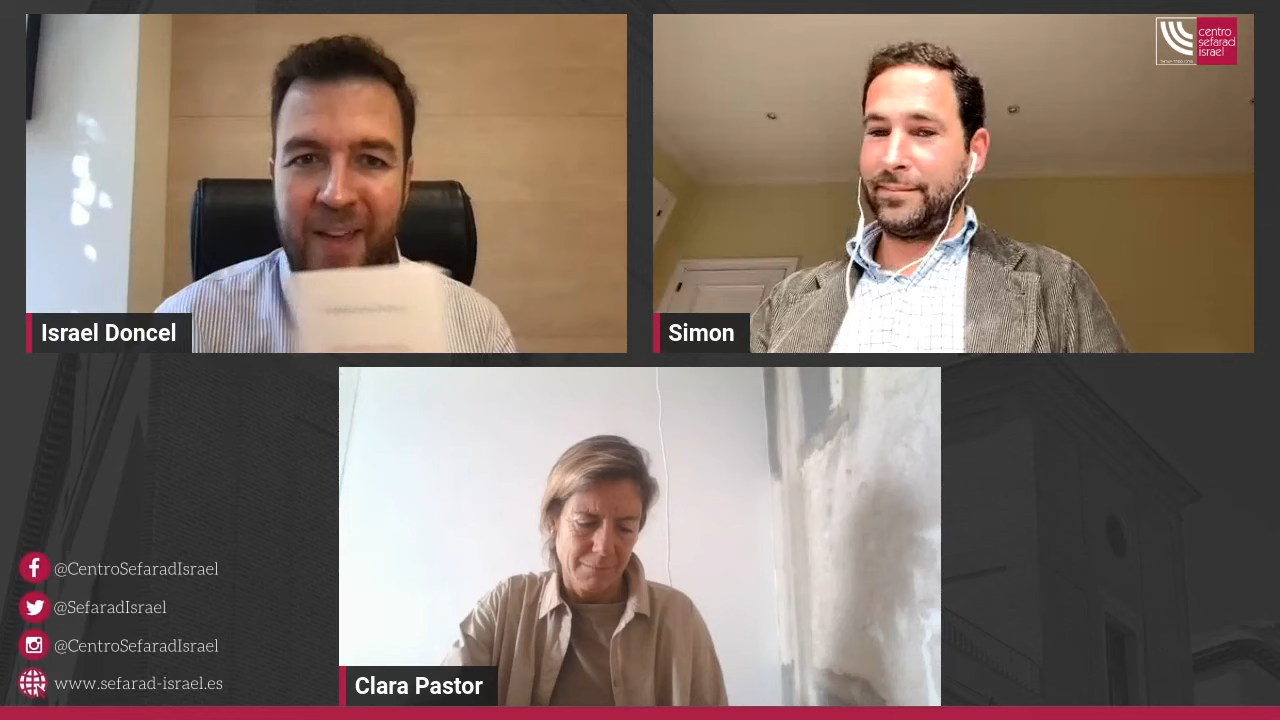 centro
sefarad
israel
Israel Doncel
Simon
Clara Pastor
@CentroSefaradIsrael
@SefaradIsrael
@CentroSefaradIsrael
www.sefarad-israel.es